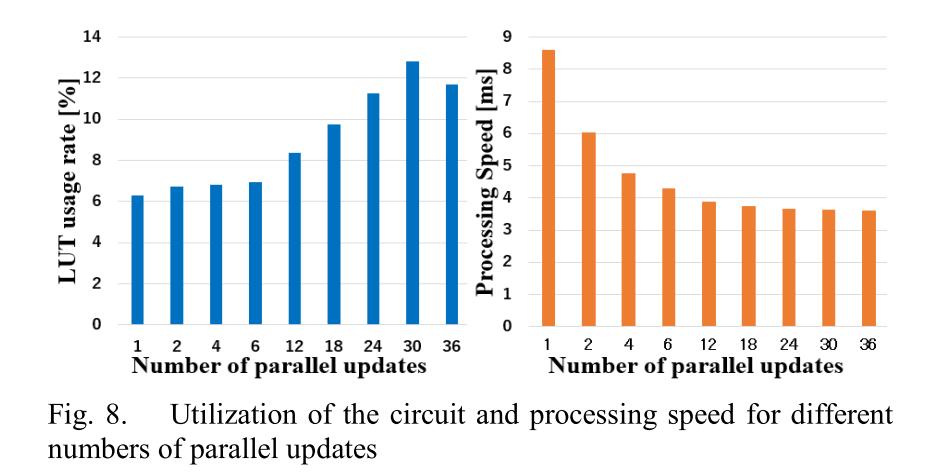 14
12
10
8
6
4
2
0
LUT usage rate [%]
1 2 4 6 12 18 24 30 36
Number of parallel updates
9
8
7
6
5
4
3
2
1
0
Processing Speed [ms]
1 2 4 6 12 18 24 30 36
Number of parallel updates
Fig. 8. Utilization of the circuit and processing speed for different
numbers of parallel updates